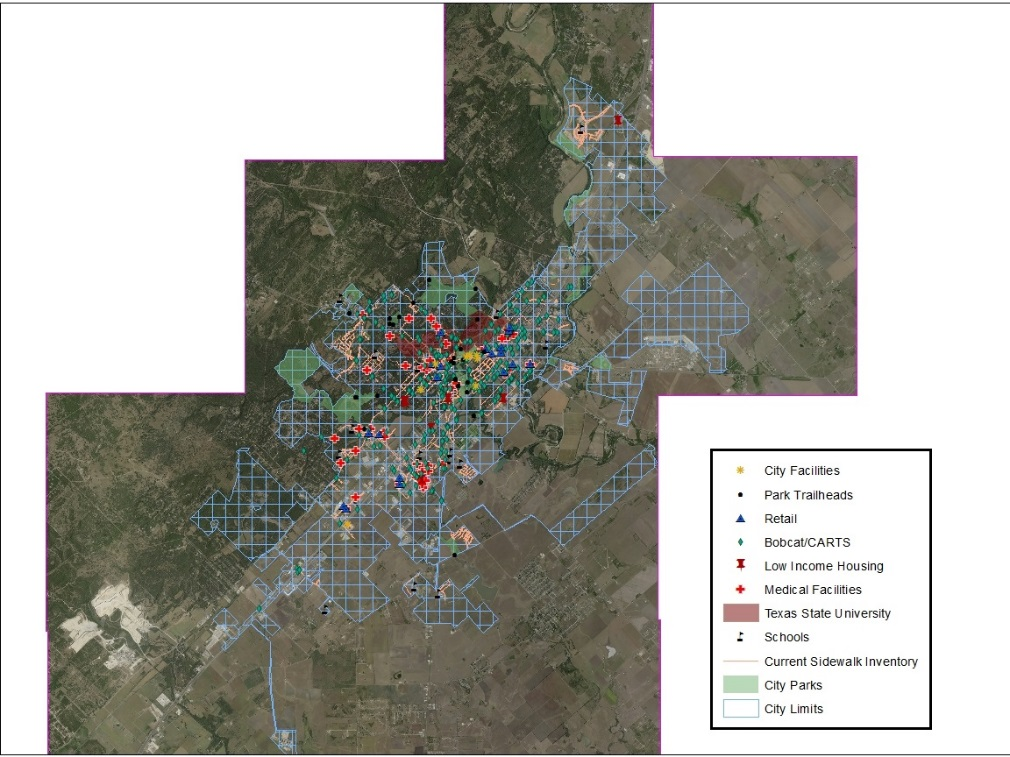 City Facilities
Park Trailheads
Retail
Bobcat/CARTS
Low Income Housing
Medical Facilities
Texas State University
Schools
Current Sidewalk Inventory
City Parks
City Limits